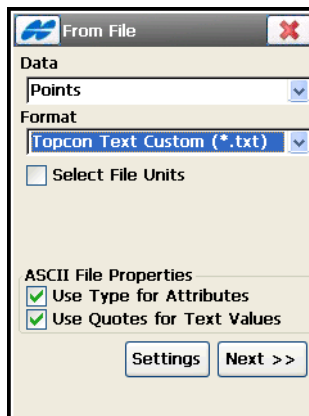 From File
Data
Points
Format
Topcon Text Custom (*.txt)
Select File Units
ASCII File Properties
Use Type for Attributes
Use Quotes for Text Values
Settings Next >>